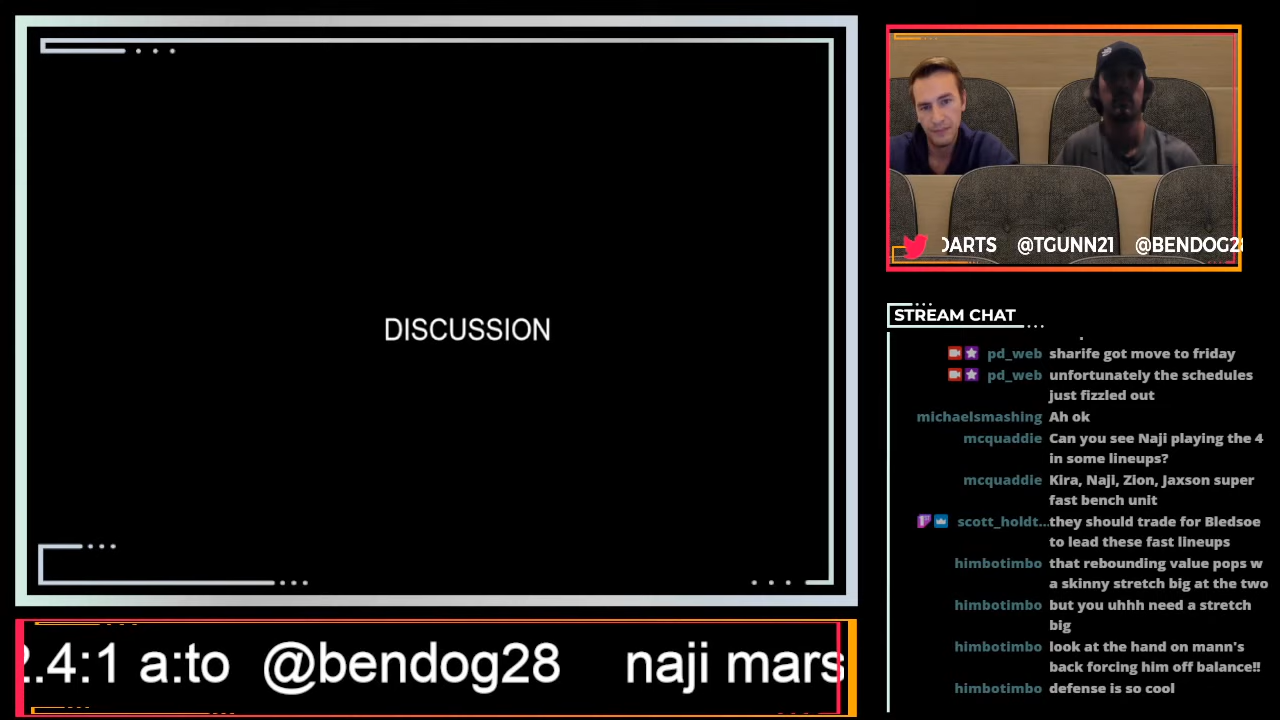 DISCUSSION
DARTS @TGUNN21 @BENDOG28
STREAM CHAT
pd_web sharife got move to friday
pd_web unfortunately the schedules
just fizzled out
michaelsmashing Ah ok
mcquaddie Can you see Naji playing the 4
in some lineups?
mcquaddie Kira, Naji, Zion, Jaxson super
fast bench unit
scott_holdt... they should trade for Bledsoe
to lead these fast lineups
himbotimbo that rebounding value pops w
a skinny stretch big at the two
himbotimbo but you uhhh need a stretch
big
himbotimbo look at the hand on mann's
back forcing him off balance!!
himbotimbo defense is so cool
2.4:1 a:to @bendog28 naji mars